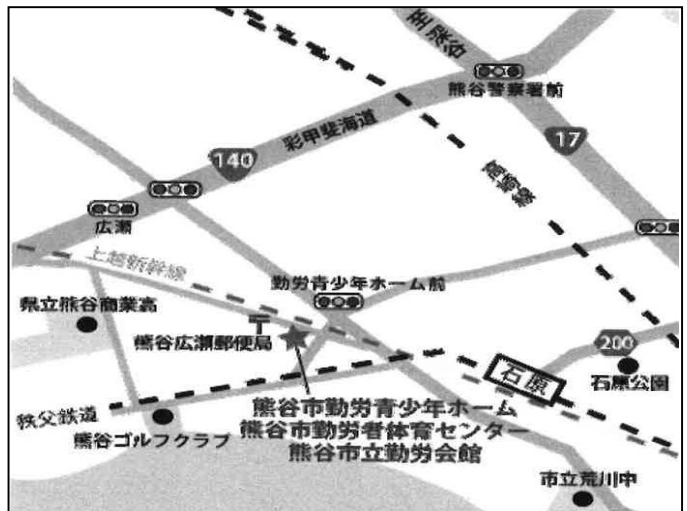 至深谷
熊谷警察署前
彩甲斐街道
17
140
高崎線
広瀬
上越新幹線
勤労青少年ホーム前
県立熊谷商業高
熊谷広瀬郵便局
200
石原
石原公園
秩父鉄道
熊谷ゴルフクラブ
熊谷市勤労青少年ホーム
熊谷市勤労者体育センター
熊谷市立勤労会館
市立荒川中